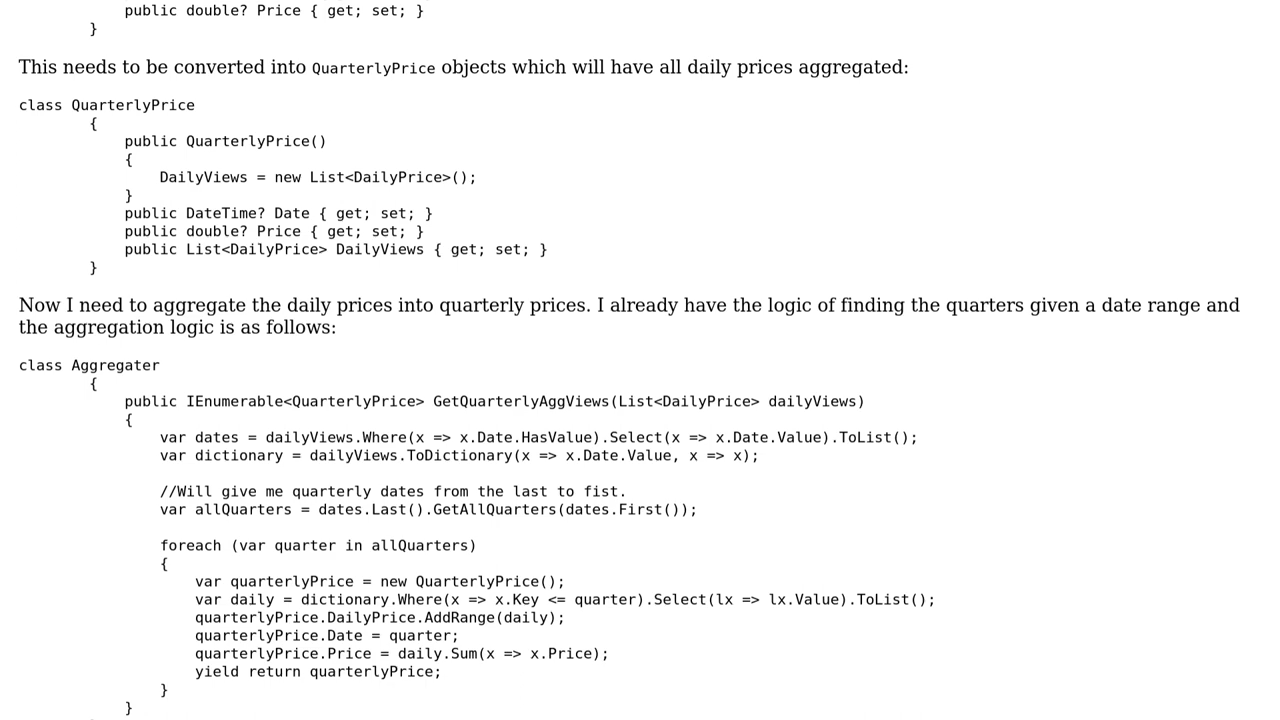 public double? Price { get; set; }
}
This needs to be converted into QuarterlyPrice objects which will have all daily prices aggregated:
class QuarterlyPrice
{
public QuarterlyPrice()
{
DailyViews = new List<DailyPrice>();
}
public DateTime? Date { get; set; }
public double? Price { get; set; }
public List<DailyPrice> DailyViews { get; set; }
}
Now I need to aggregate the daily prices into quarterly prices. I already have the logic of finding the quarters given a date range and
the aggregation logic is as follows:
class Aggregater
{
public IEnumerable<QuarterlyPrice> GetQuarterlyAggViews(List<DailyPrice> dailyViews)
{
var dates = dailyViews.Where(x => x.Date.HasValue).Select(x => x.Date.Value).ToList();
var dictionary = dailyViews.ToDictionary(x => x.Date.Value, x => x);
//Will give me quarterly dates from the last to fist.
var allQuarters = dates.Last().GetAllQuarters(dates.First());
foreach (var quarter in allQuarters)
{
var quarterlyPrice = new QuarterlyPrice();
var daily = dictionary.Where(x => x.Key <= quarter).Select(lx => lx.Value).ToList();
quarterlyPrice.DailyPrice.AddRange(daily);
quarterlyPrice.Date = quarter;
quarterlyPrice.Price = daily.Sum(x => x.Price);
yield return quarterlyPrice;
}
}